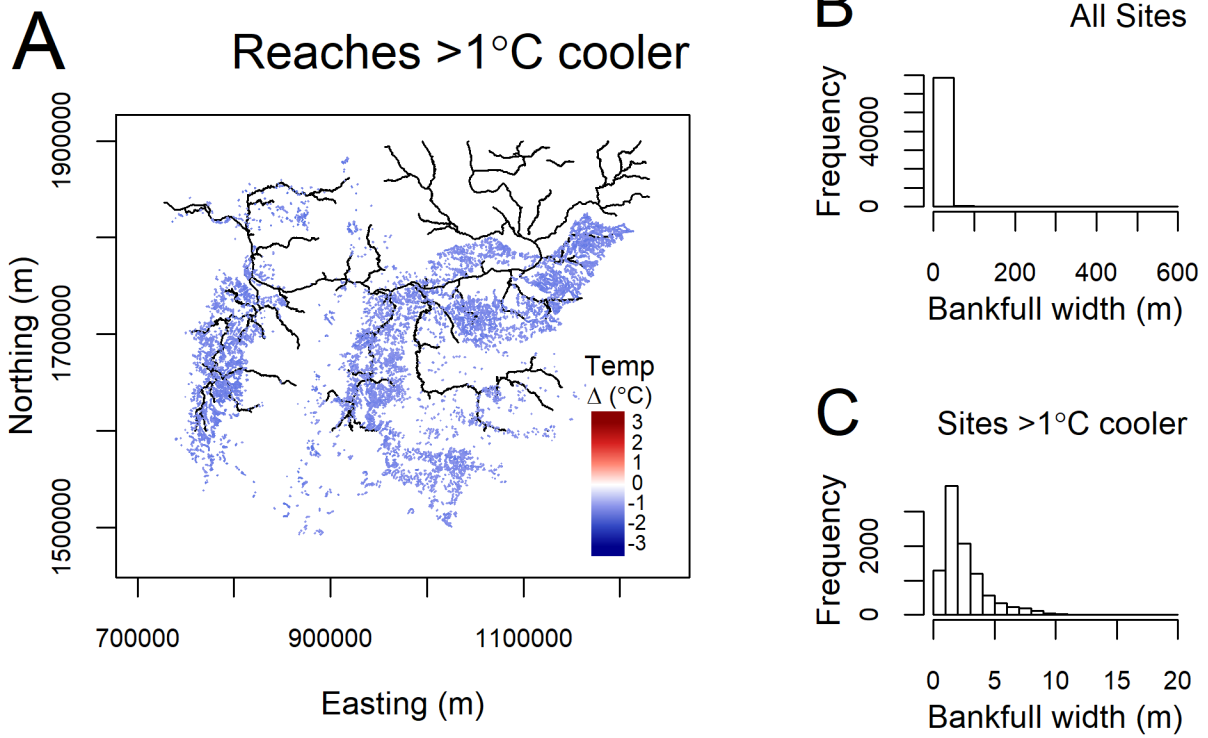 A
Reaches >1°C cooler
1900000
1700000
1500000
Northing (m)
700000
900000
1100000
Easting (m)
Temp
Δ (°C)
3
2
1
0
-1
-2
-3
B
All Sites
Frequency
40000
0
0
200
400
600
Bankfull width (m)
C
Sites >1°C cooler
Frequency
2000
0
0
5
10
15
20
Bankfull width (m)